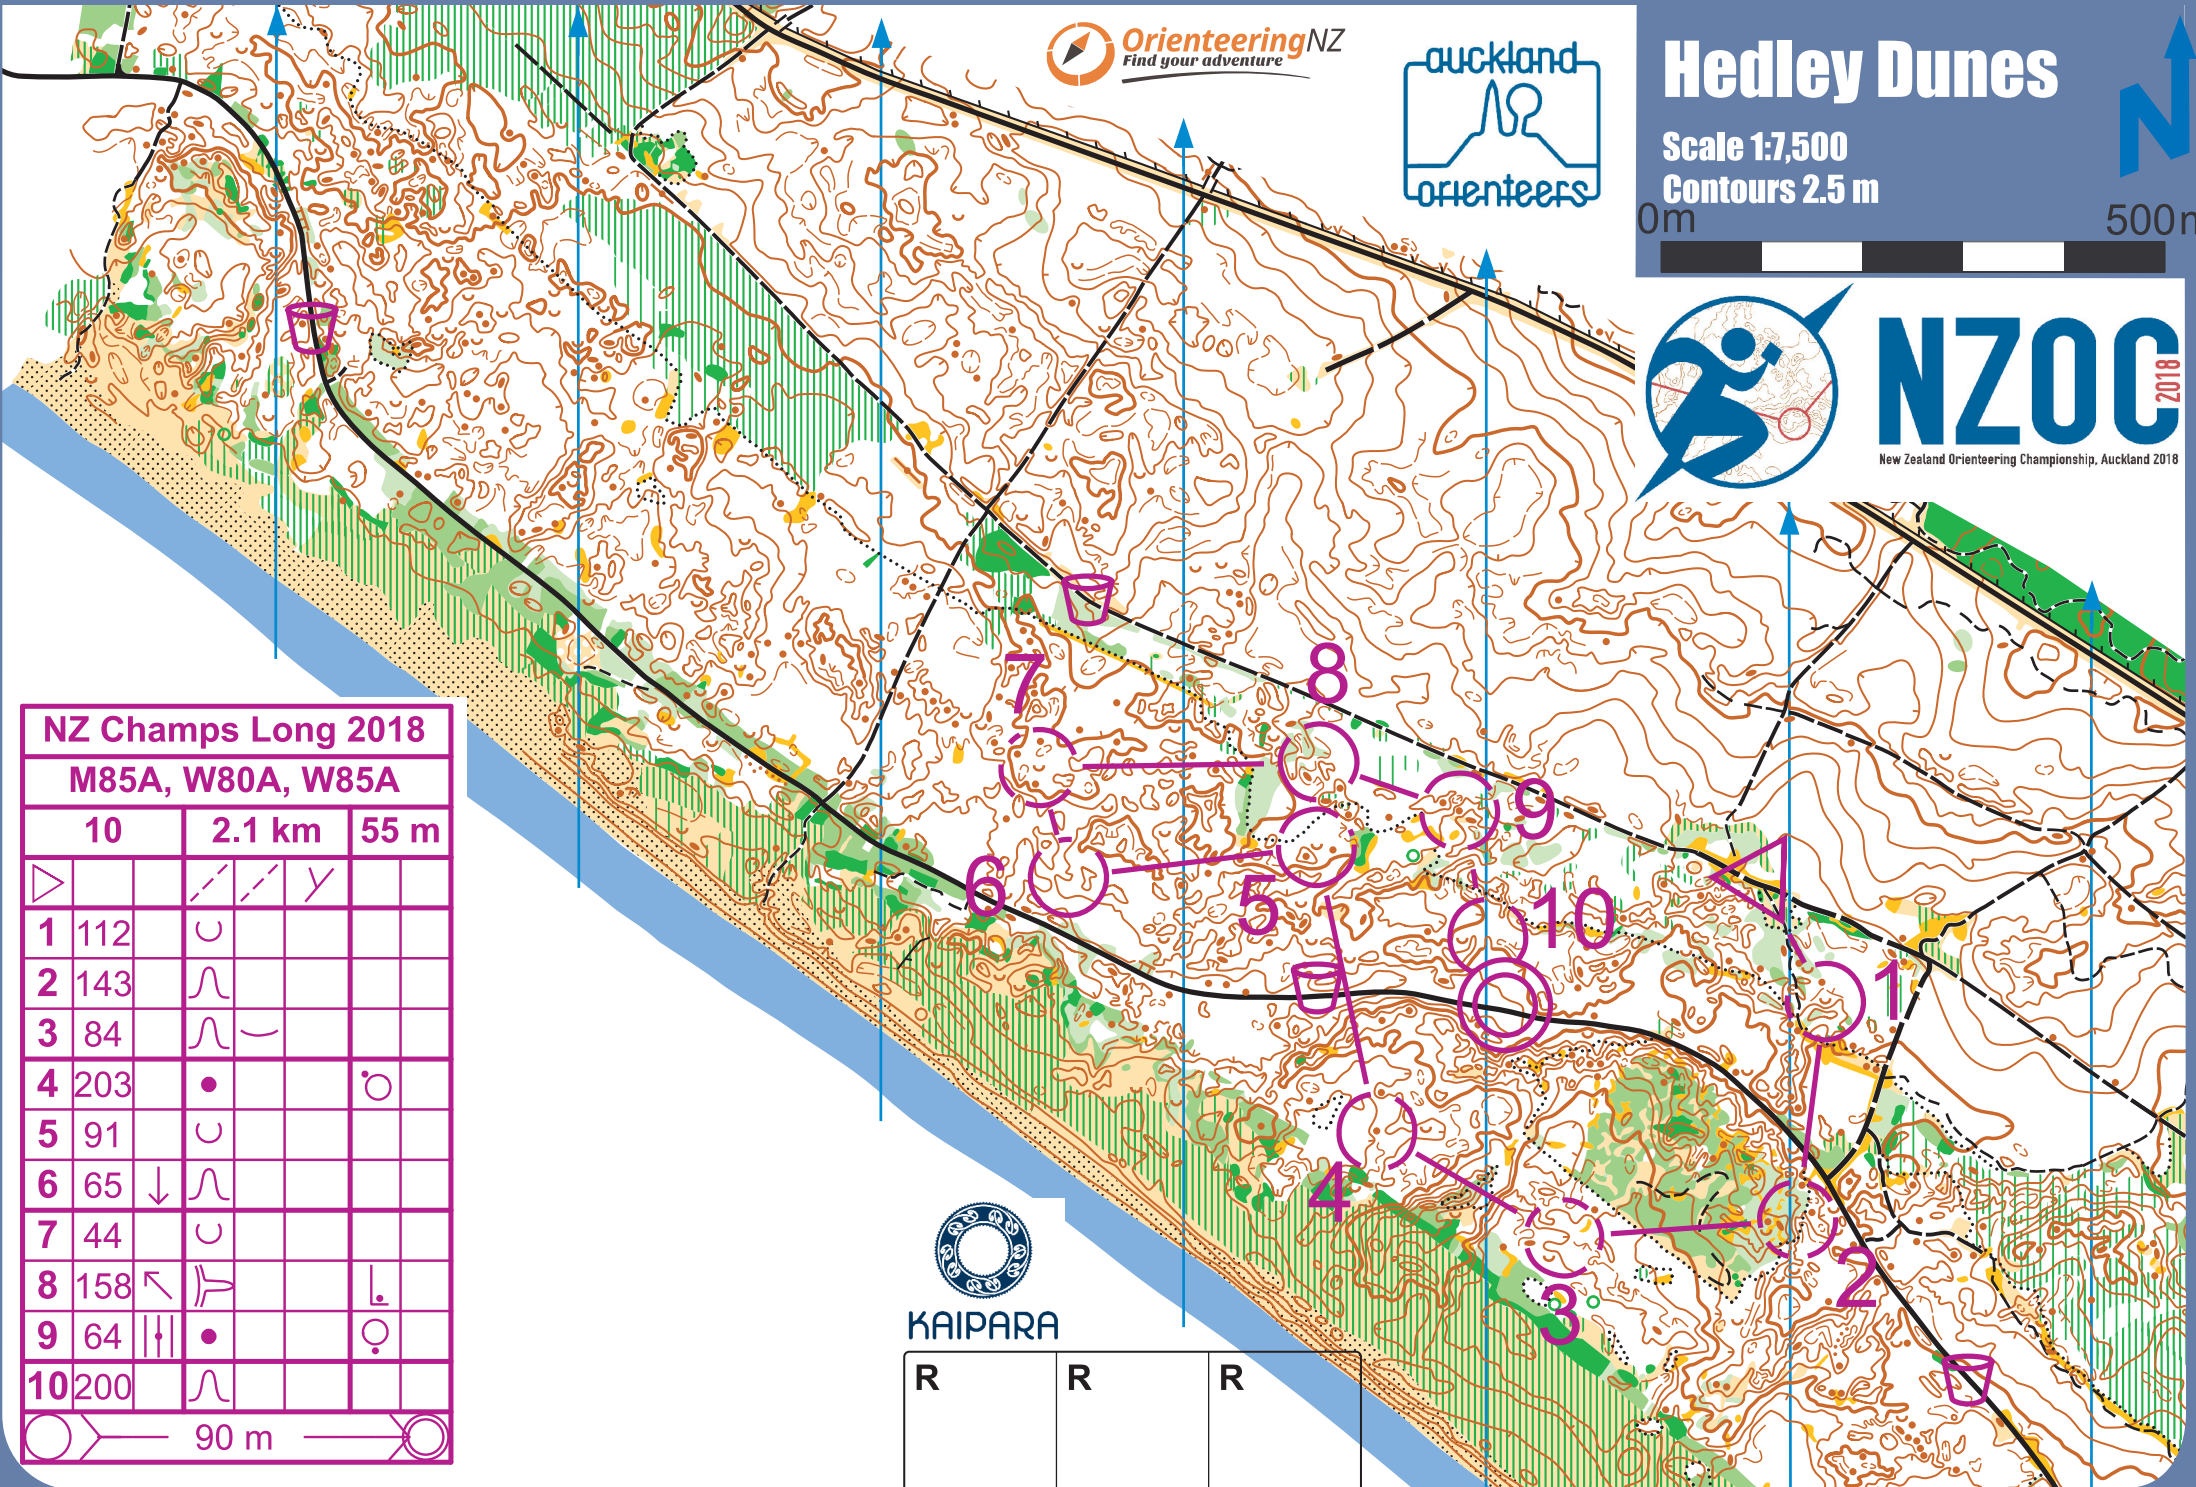 OrienteeringNZ
Find your adventure
auckland
orienteers
Hedley Dunes
Scale 1:7,500
Contours 2.5 m
0m 500m
N
NZOC
2018
New Zealand Orienteering Championship, Auckland 2018
NZ Champs Long 2018
M85A, W80A, W85A
10 2.1 km 55 m
1 112
2 143
3 84
4 203
5 91
6 65
7 44
8 158
9 64
10 200
90 m
7
8
9
6
5
10
1
4
2
3
KAIPARA
R R R